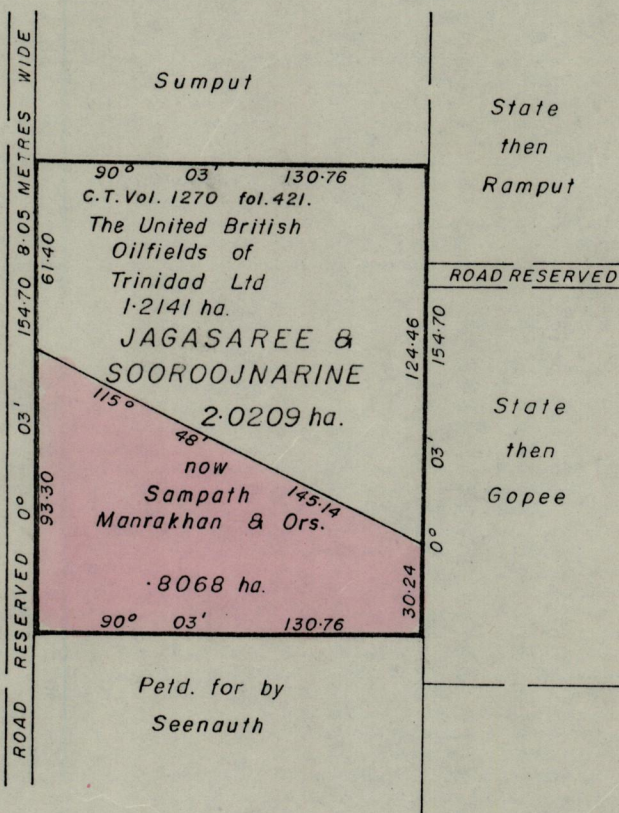 Sumput
State
then
Ramput
90° 03' 130·76
C.T. Vol. 1270 fol. 421.
The United British
Oilfields of
Trinidad Ltd
1·2141 ha.
JAGASAREE &
SOOROOJNARINE
2·0209 ha.
ROAD RESERVED
State
then
Gopee
115° 48' 145·14
now
Sampath
Manrakhan & Ors.
·8068 ha.
90° 03' 130·76
Petd. for by
Seenauth
ROAD RESERVED 0° 03' 154·70 8·05 METRES WIDE
61·40
93·30
124·46
30·24
0° 03' 154·70